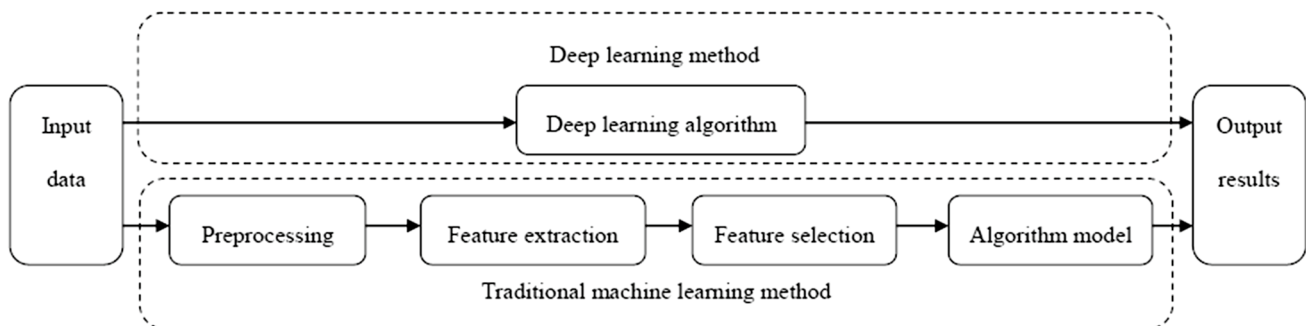 Deep learning method
Input
data
Deep learning algorithm
Output
results
Preprocessing
Feature extraction
Feature selection
Algorithm model
Traditional machine learning method